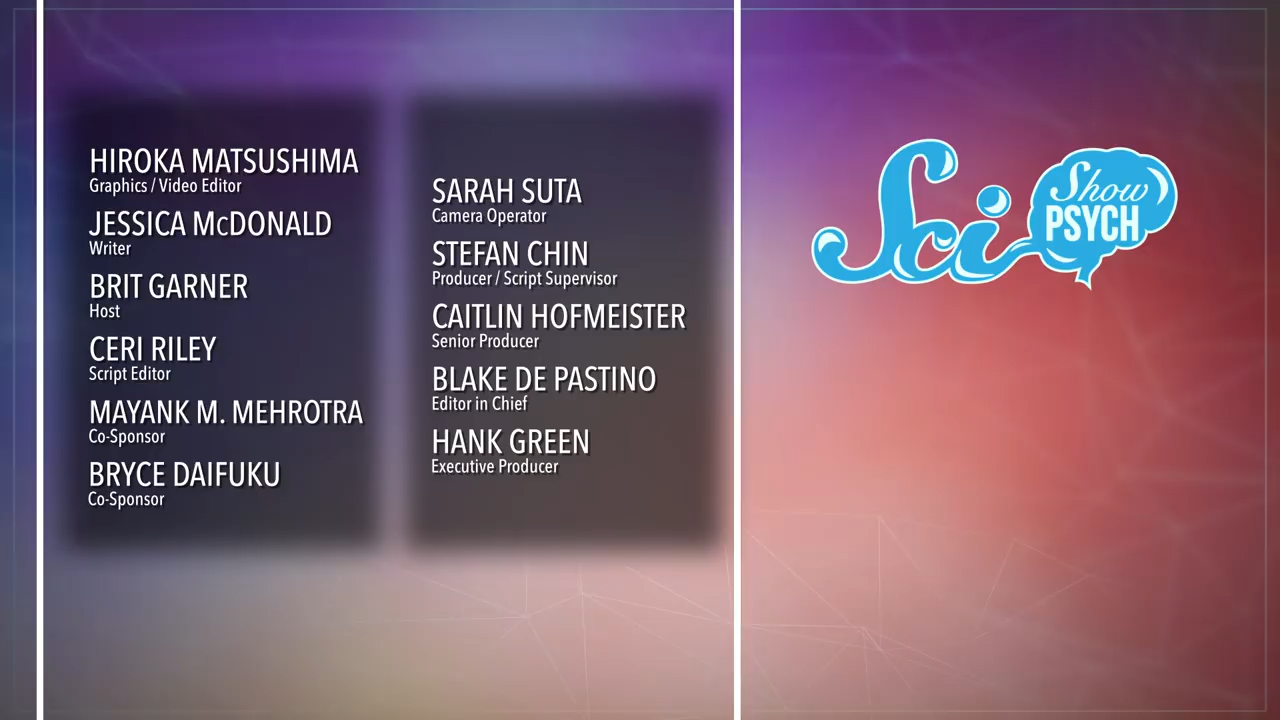 HIROKA MATSUSHIMA
Graphics / Video Editor
JESSICA McDONALD
Writer
BRIT GARNER
Host
CERI RILEY
Script Editor
MAYANK M. MEHROTRA
Co-Sponsor
BRYCE DAIFUKU
Co-Sponsor
SARAH SUTA
Camera Operator
STEFAN CHIN
Producer / Script Supervisor
CAITLIN HOFMEISTER
Senior Producer
BLAKE DE PASTINO
Editor in Chief
HANK GREEN
Executive Producer
Sci
Show
PSYCH